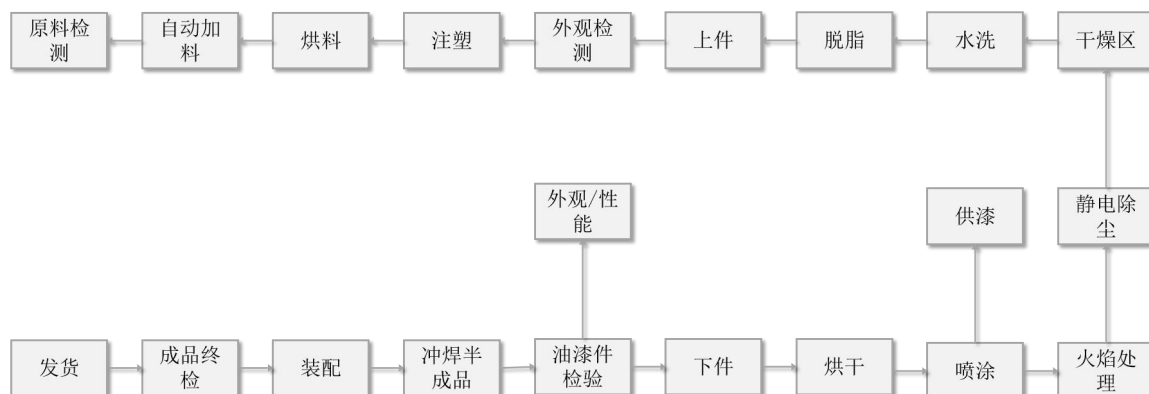 原料检
测
自动加
料
烘料
注塑
外观检
测
上件
脱脂
水洗
干燥区
外观/性
能
供漆
静电除
尘
发货
成品终
检
装配
冲焊半
成品
油漆件
检验
下件
烘干
喷涂
火焰处
理